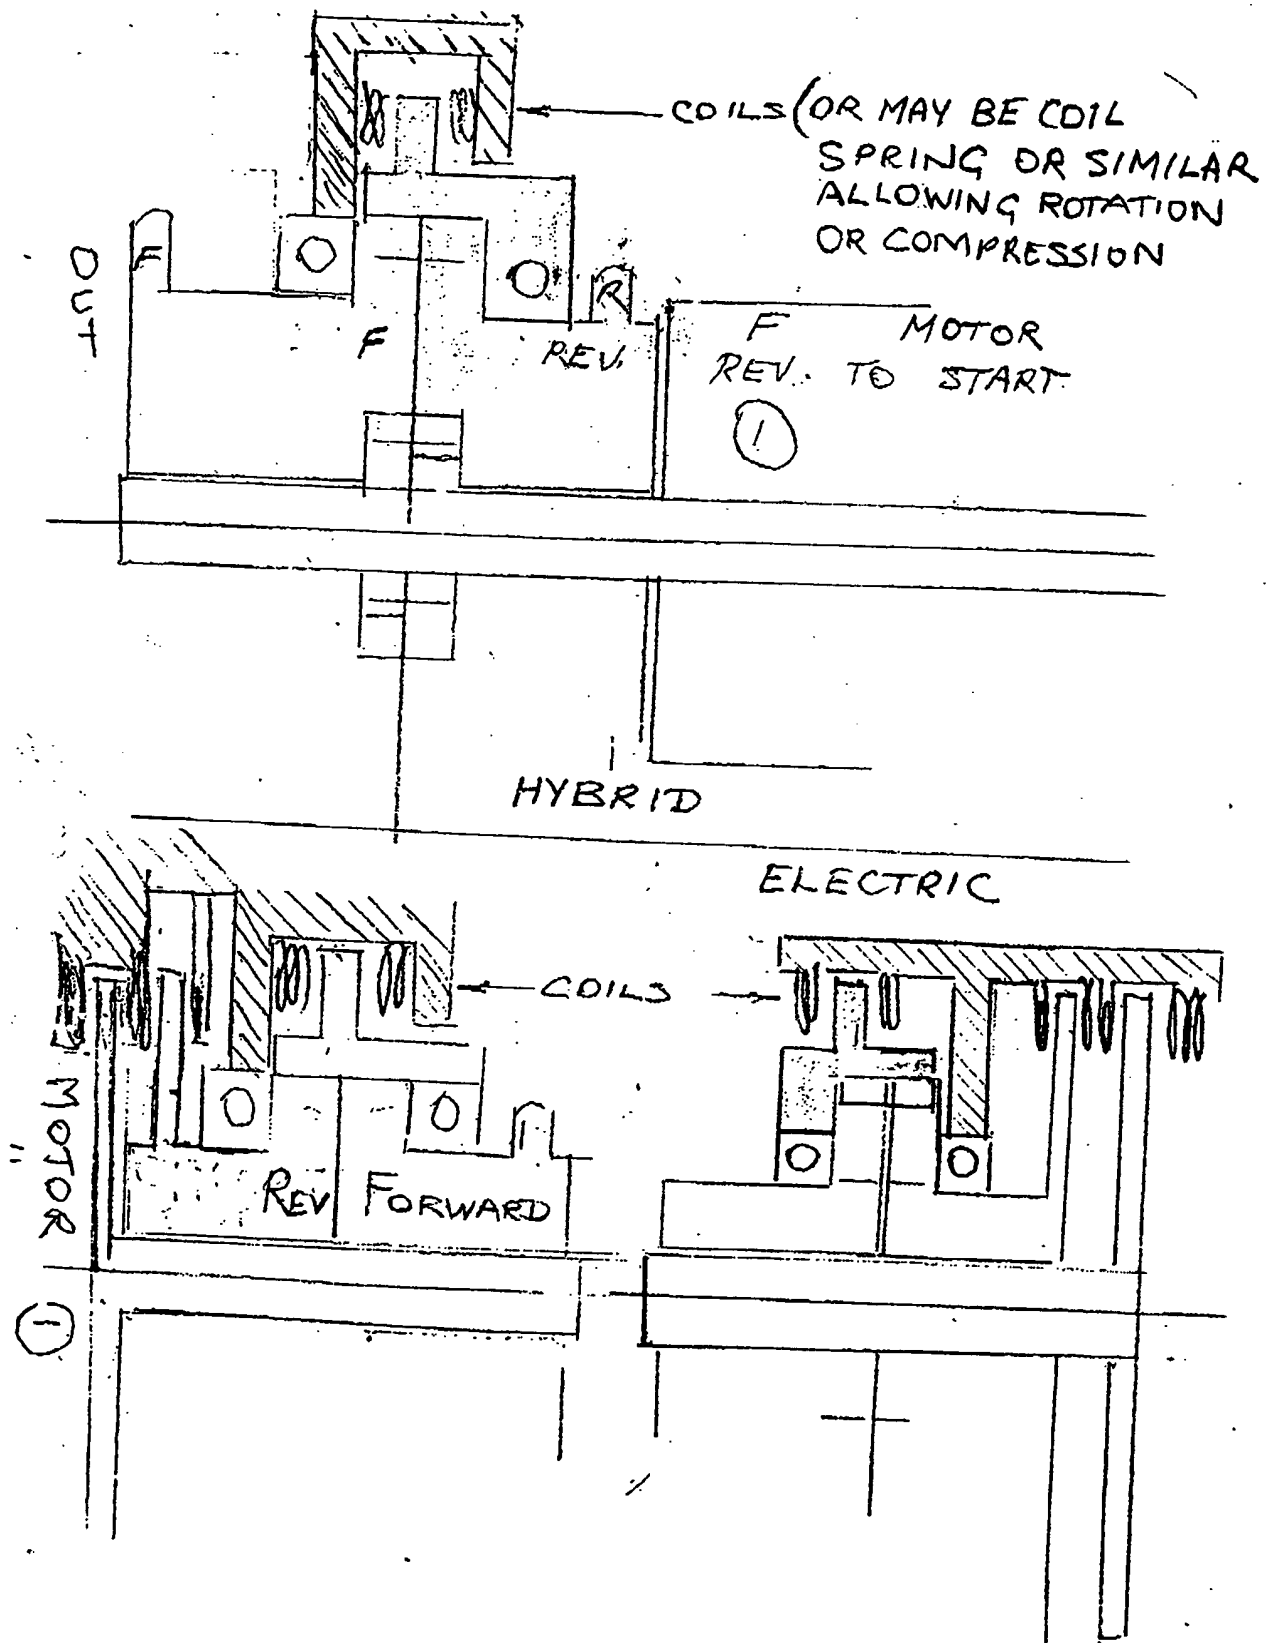 COILS (OR MAY BE COIL
SPRING OR SIMILAR
ALLOWING ROTATION
OR COMPRESSION
OUT
F
R
F
REV.
F MOTOR
REV. TO START
1
HYBRID
ELECTRIC
COILS
MOTOR
REV
FORWARD
1